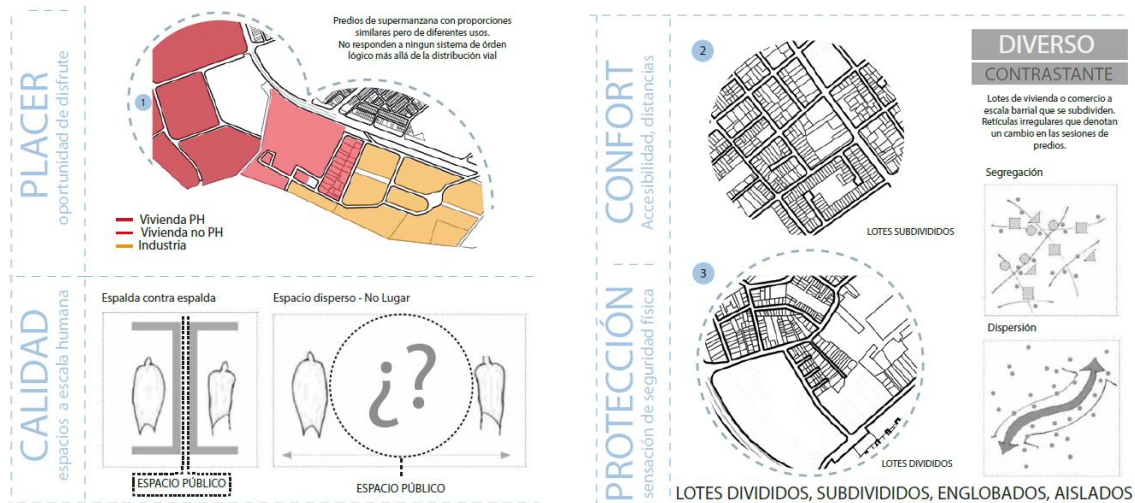 PLACER
oportunidad de disfrute
Predios de supermanzana con proporciones
similares pero de diferentes usos.
No responden a ningun sistema de órden
lógico más allá de la distribución vial
1
Vivienda PH
Vivienda no PH
Industria
CALIDAD
espacios a escala humana
Espalda contra espalda
ESPACIO PÚBLICO
Espacio disperso - No Lugar
¿?
ESPACIO PÚBLICO
CONFORT
Accesibilidad, distancias
2
LOTES SUBDIVIDIDOS
PROTECCIÓN
sensación de seguridad física
3
LOTES DIVIDIDOS
DIVERSO
CONTRASTANTE
Lotes de vivienda o comercio a
escala barrial que se subdividen.
Retículas irregulares que denotan
un cambio en las sesiones de
predios.
Segregación
Dispersión
LOTES DIVIDIDOS, SUBDIVIDIDOS, ENGLOBADOS, AISLADOS